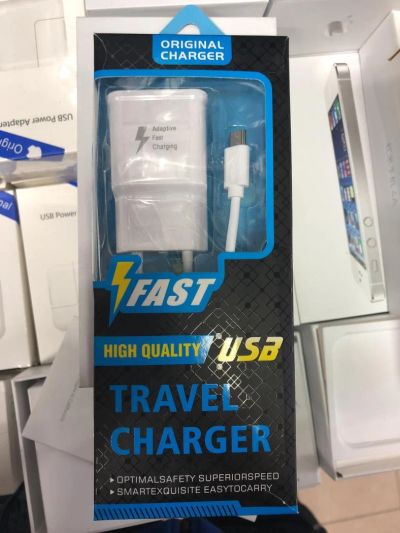 ORIGINAL
CHARGER
Adaptive
Fast
Charging
FAST
HIGH QUALITY USB
TRAVEL
CHARGER
OPTIMALSAFETY SUPERIORSPEED
SMARTEXQUISITE EASYTOCARRY
USB Power Adapter
Origi
USB Power